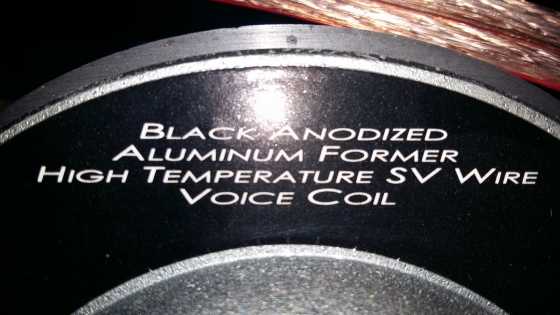 Black Anodized
Aluminum Former
High Temperature SV Wire
Voice Coil